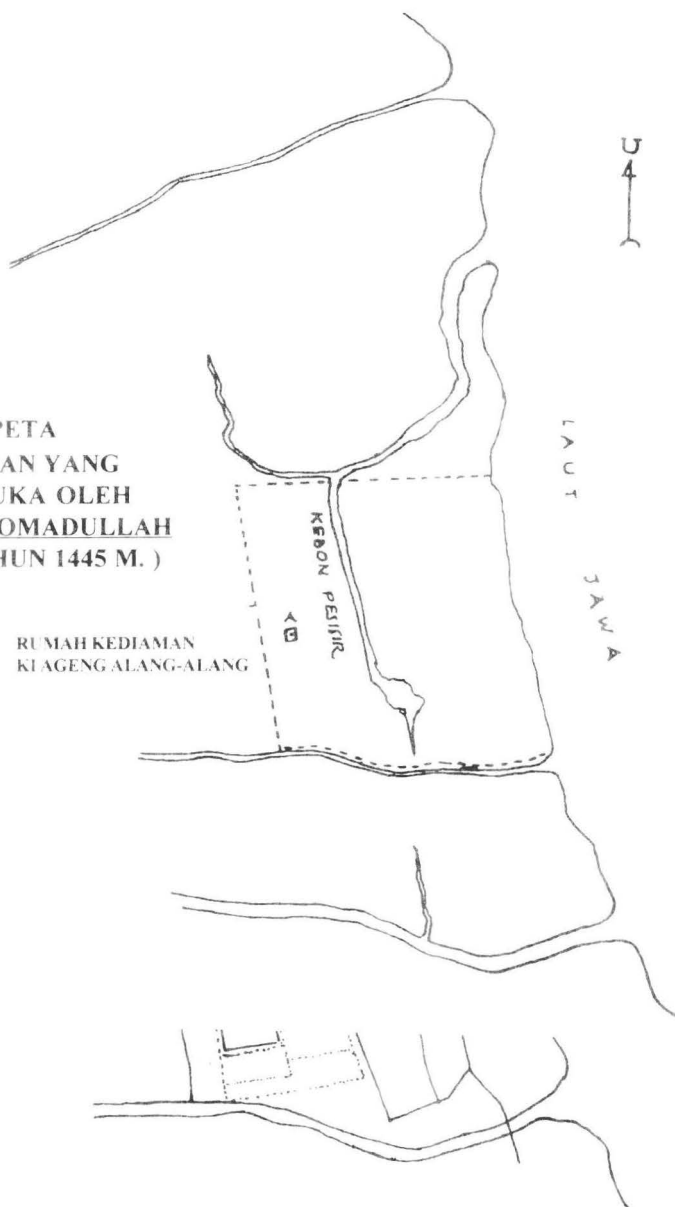 U
PETA
AN YANG
UKA OLEH
OMADULLAH
HUN 1445 M. )
LAUT JAWA
KEBON PESISIR
RUMAH KEDIAMAN
KI AGENG ALANG-ALANG